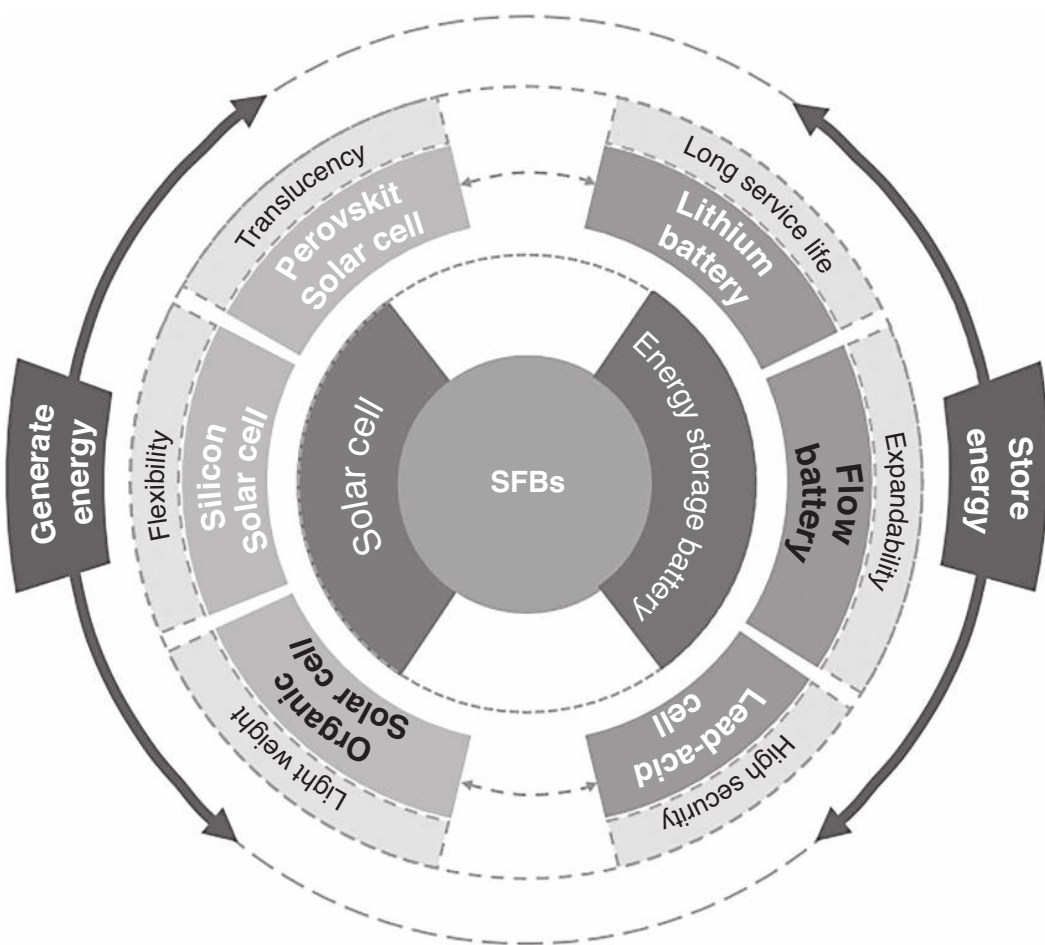 Translucency
Perovskit
Solar cell
Long service life
Lithium
battery
Generate
energy
Flexibility
Silicon
Solar cell
Solar cell
SFBs
Energy storage battery
Flow
battery
Expandability
Store
energy
Organic
Solar cell
Light weight
Lead-acid
cell
High security